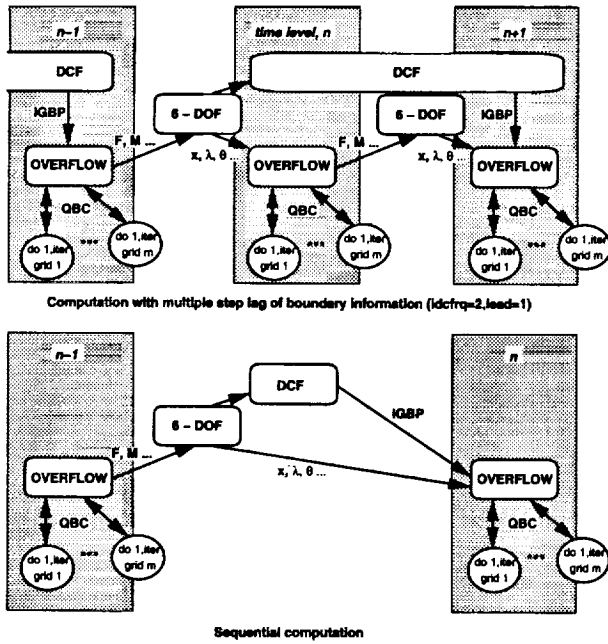 n–1
time level, n
n+1
DCF
DCF
IGBP
6 – DOF
6 – DOF
IGBP
OVERFLOW
F, M ...
x, λ, θ ...
OVERFLOW
F, M ...
x, λ, θ ...
OVERFLOW
QBC
QBC
QBC
do 1,iter
grid 1
***
do 1,iter
grid m
do 1,iter
grid 1
***
do 1,iter
grid m
do 1,iter
grid 1
***
do 1,iter
grid m
Computation with multiple step lag of boundary information (idcfrq=2,lead=1)
n–1
n
DCF
IGBP
6 – DOF
F, M ...
x, λ, θ ...
OVERFLOW
OVERFLOW
QBC
QBC
do 1,iter
grid 1
***
do 1,iter
grid m
do 1,iter
grid 1
***
do 1,iter
grid m
Sequential computation